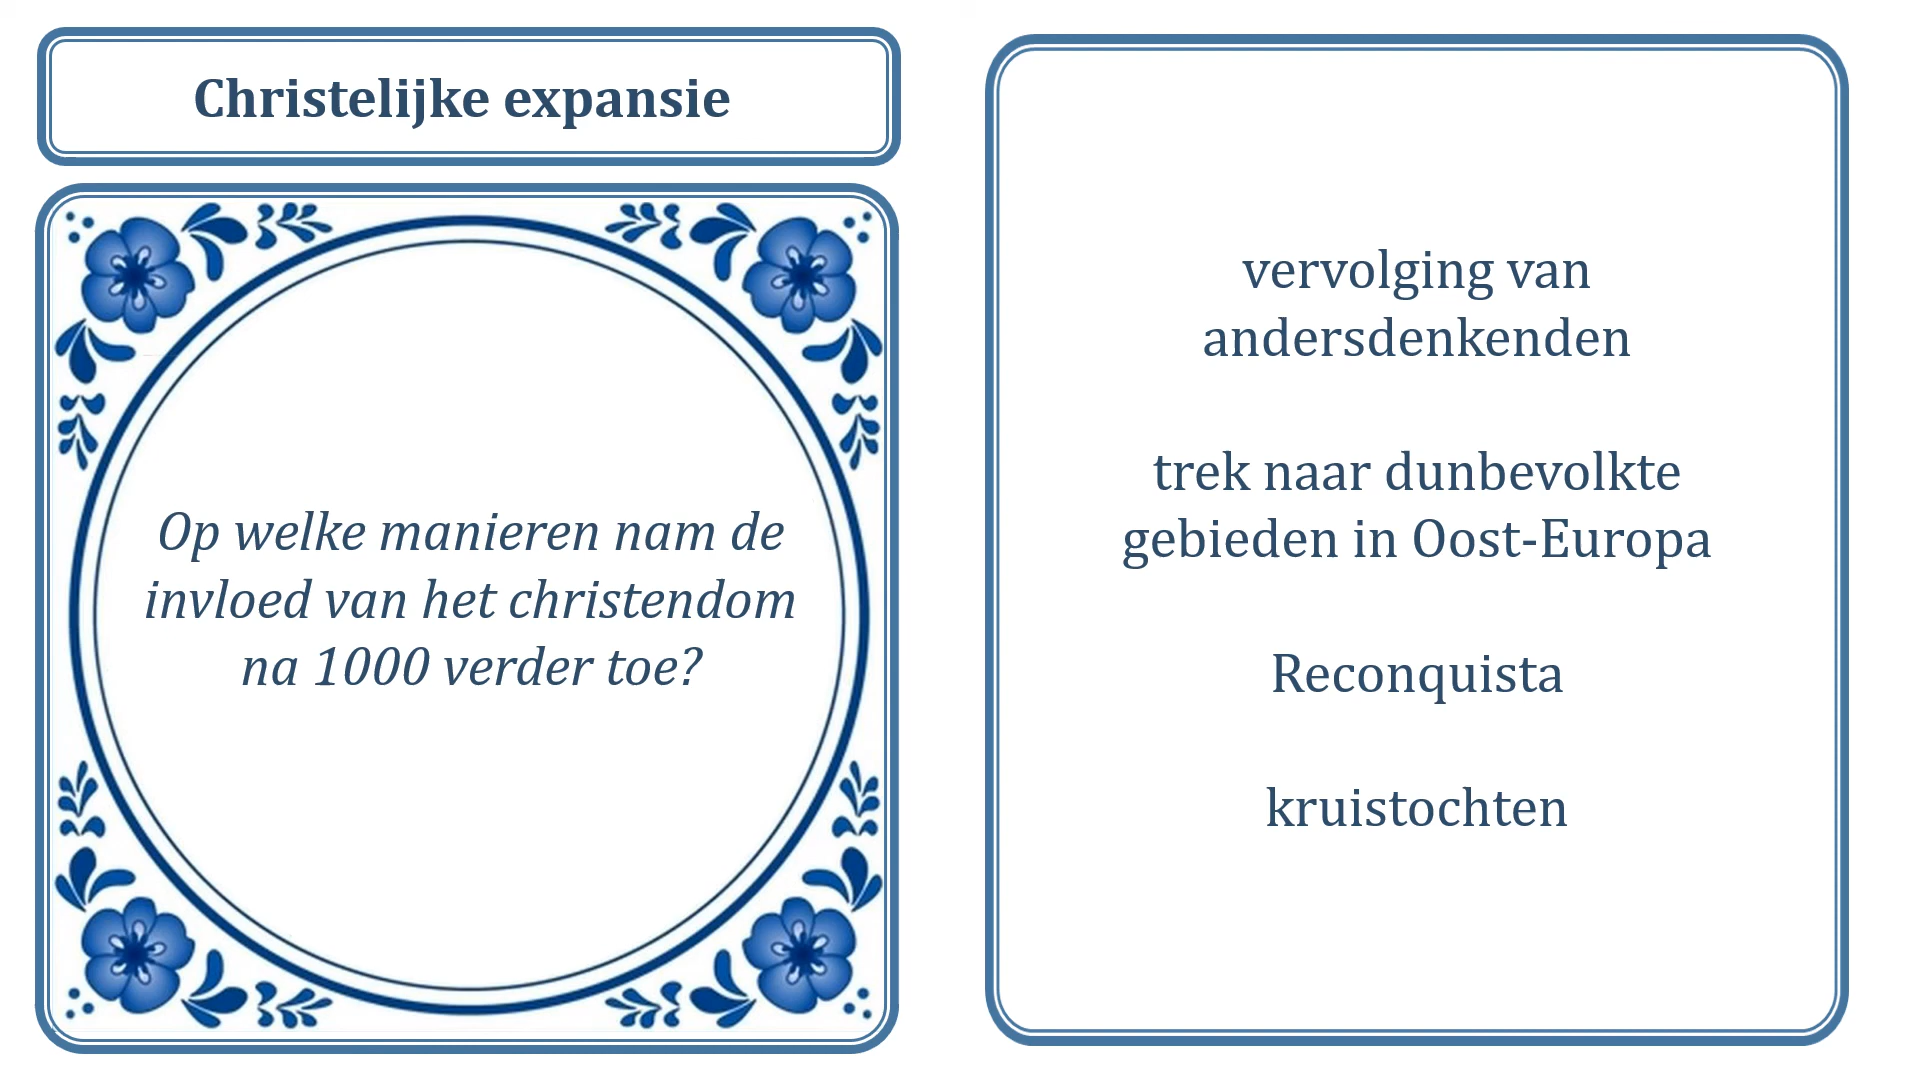 Christelijke expansie
Op welke manieren nam de
invloed van het christendom
na 1000 verder toe?
vervolging van
andersdenkenden
trek naar dunbevolkte
gebieden in Oost-Europa
Reconquista
kruistochten